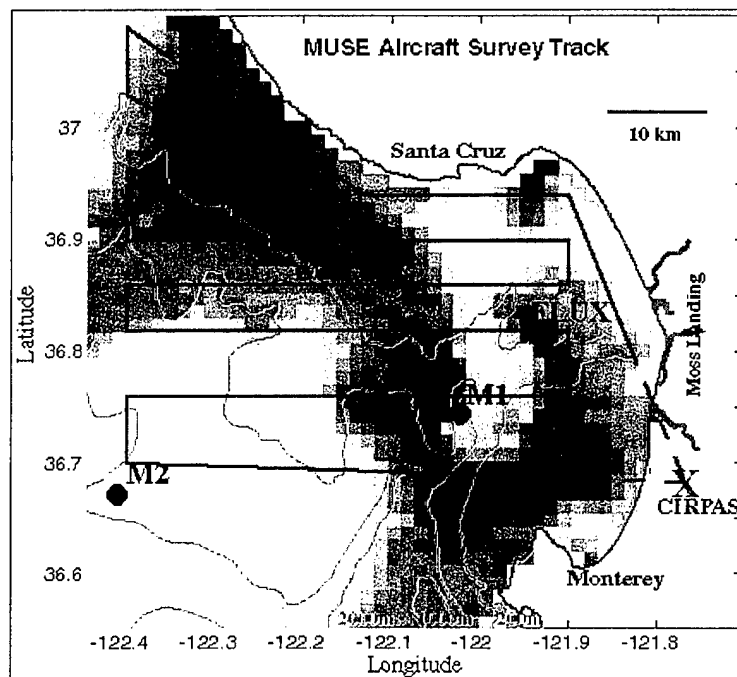 MUSE Aircraft Survey Track
37
10 km
Santa Cruz
36.9
LUX
Latitude
36.8
Moss Landing
M1
36.7
M2
X
CIRPAS
36.6
Monterey
-122.4 -122.3 -122.2 -122.1 -122 -121.9 -121.8
Longitude